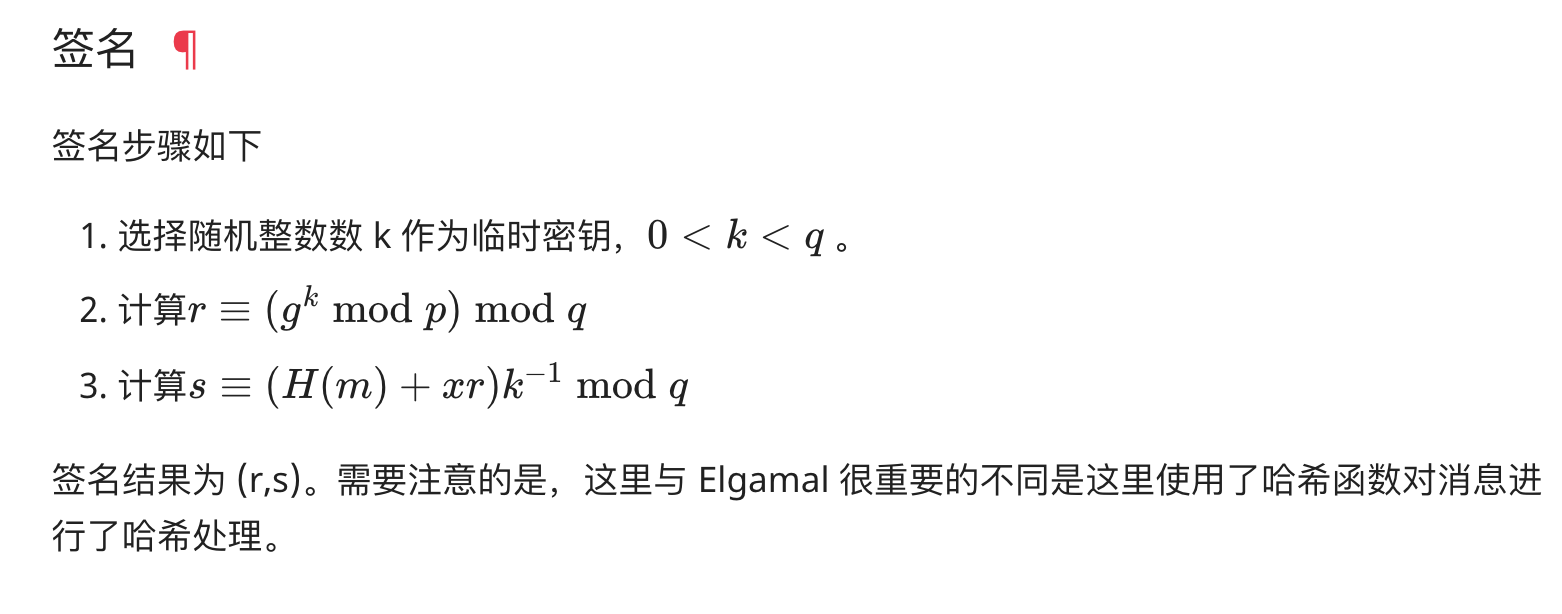 签名 ¶
签名步骤如下
1. 选择随机整数数 k 作为临时密钥，0 < k < q 。
2. 计算r ≡ (g^k mod p) mod q
3. 计算s ≡ (H(m) + xr)k^{-1} mod q
签名结果为 (r,s)。需要注意的是，这里与 Elgamal 很重要的不同是这里使用了哈希函数对消息进
行了哈希处理。